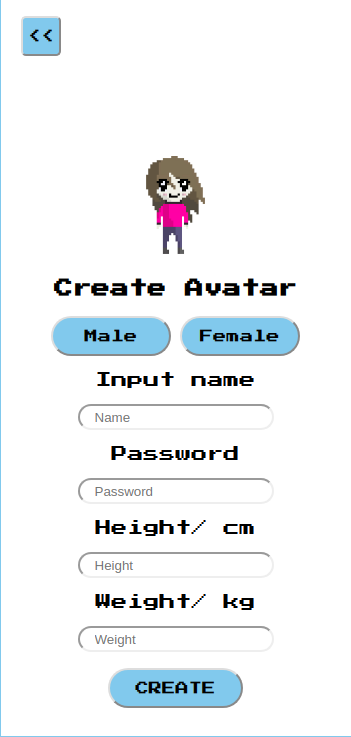 <<
Create Avatar
Male Female
Input name
Name
Password
Password
Height/ cm
Height
Weight/ kg
Weight
CREATE